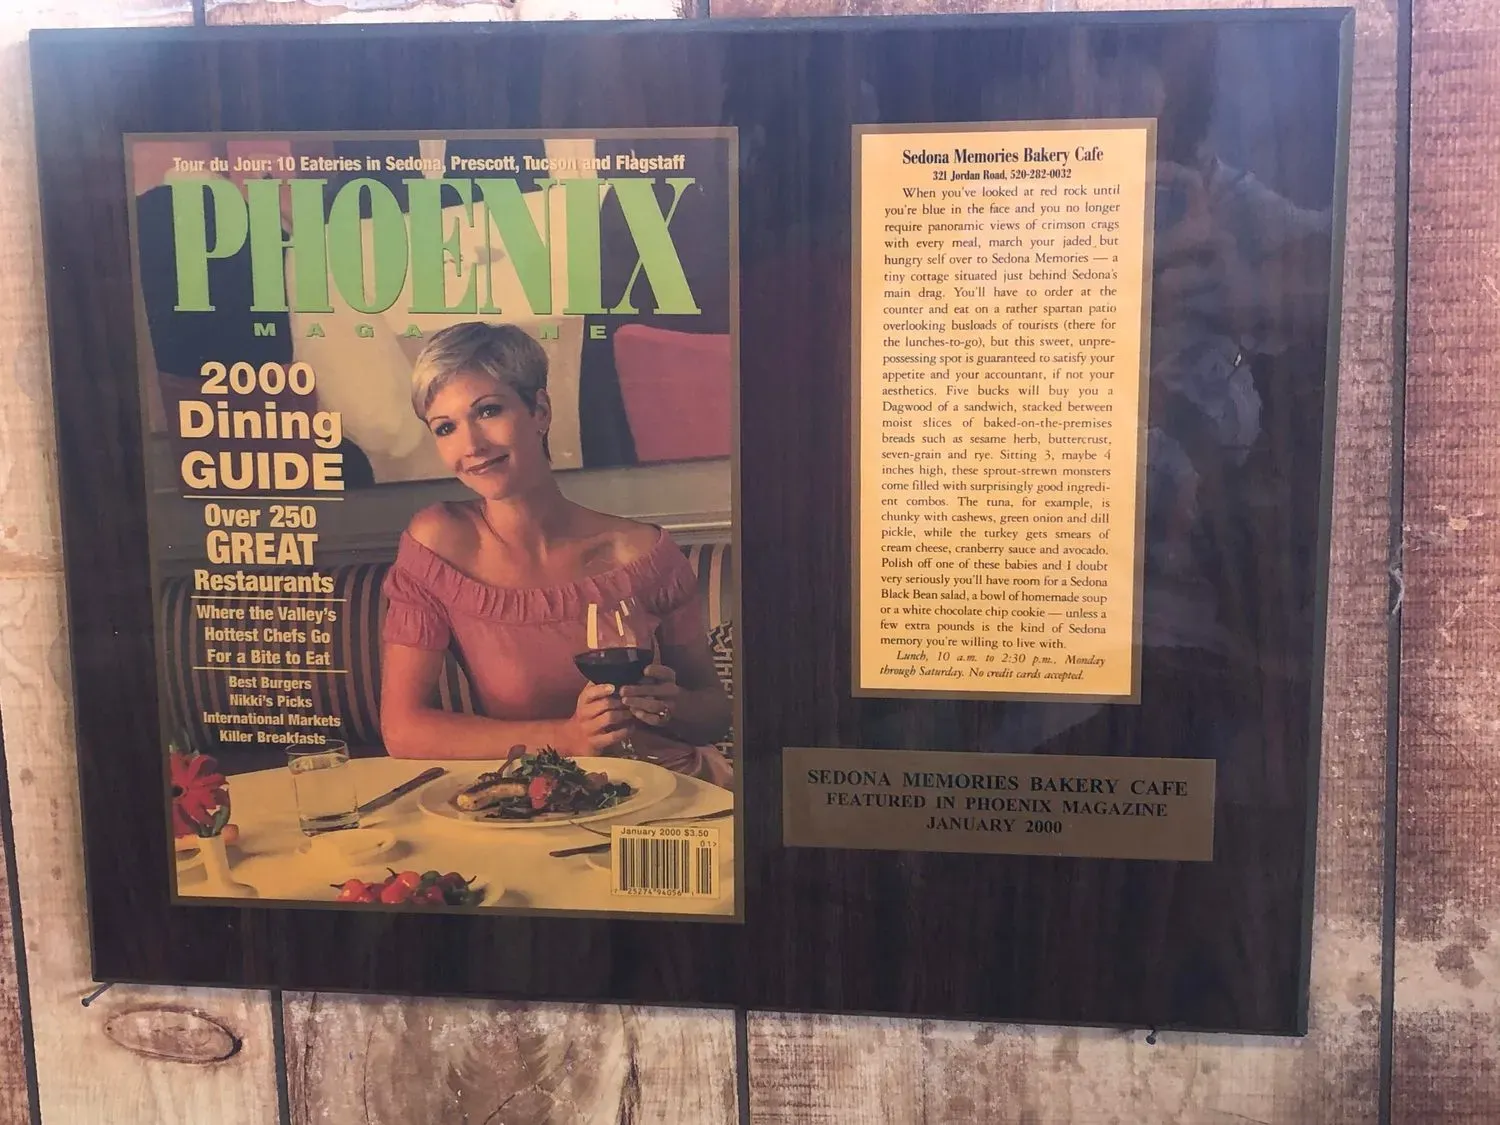 Tour du Jour: 10 Eateries in Sedona, Prescott, Tucson and Flagstaff
PHOENIX
MAGAZINE
2000
Dining
GUIDE
Over 250
GREAT
Restaurants
Where the Valley's
Hottest Chefs Go
For a Bite to Eat
Best Burgers
Nikki's Picks
International Markets
Killer Breakfasts
January 2000 $3.50
01>
Sedona Memories Bakery Cafe
321 Jordan Road, 520-282-0032
When you've looked at red rock until
you're blue in the face and you no longer
require panoramic views of crimson crags
with every meal, march your jaded but
hungry self over to Sedona Memories — a
tiny cottage situated just behind Sedona's
main drag. You'll have to order at the
counter and eat on a rather spartan patio
overlooking busloads of tourists (there for
the lunches-to-go), but this sweet, unpre-
possessing spot is guaranteed to satisfy your
appetite and your accountant, if not your
aesthetics. Five bucks will buy you a
Dagwood of a sandwich, stacked between
moist slices of baked-on-the-premises
breads such as sesame herb, buttercrust,
seven-grain and rye. Sitting 3, maybe 4
inches high, these sprout-strewn monsters
come filled with surprisingly good ingredi-
ent combos. The tuna, for example, is
chunky with cashews, green onion and dill
pickle, while the turkey gets smears of
cream cheese, cranberry sauce and avocado.
Polish off one of these babies and I doubt
very seriously you'll have room for a Sedona
Black Bean salad, a bowl of homemade soup
or a white chocolate chip cookie — unless a
few extra pounds is the kind of Sedona
memory you're willing to live with.
Lunch, 10 a.m. to 2:30 p.m., Monday
through Saturday. No credit cards accepted.
SEDONA MEMORIES BAKERY CAFE
FEATURED IN PHOENIX MAGAZINE
JANUARY 2000